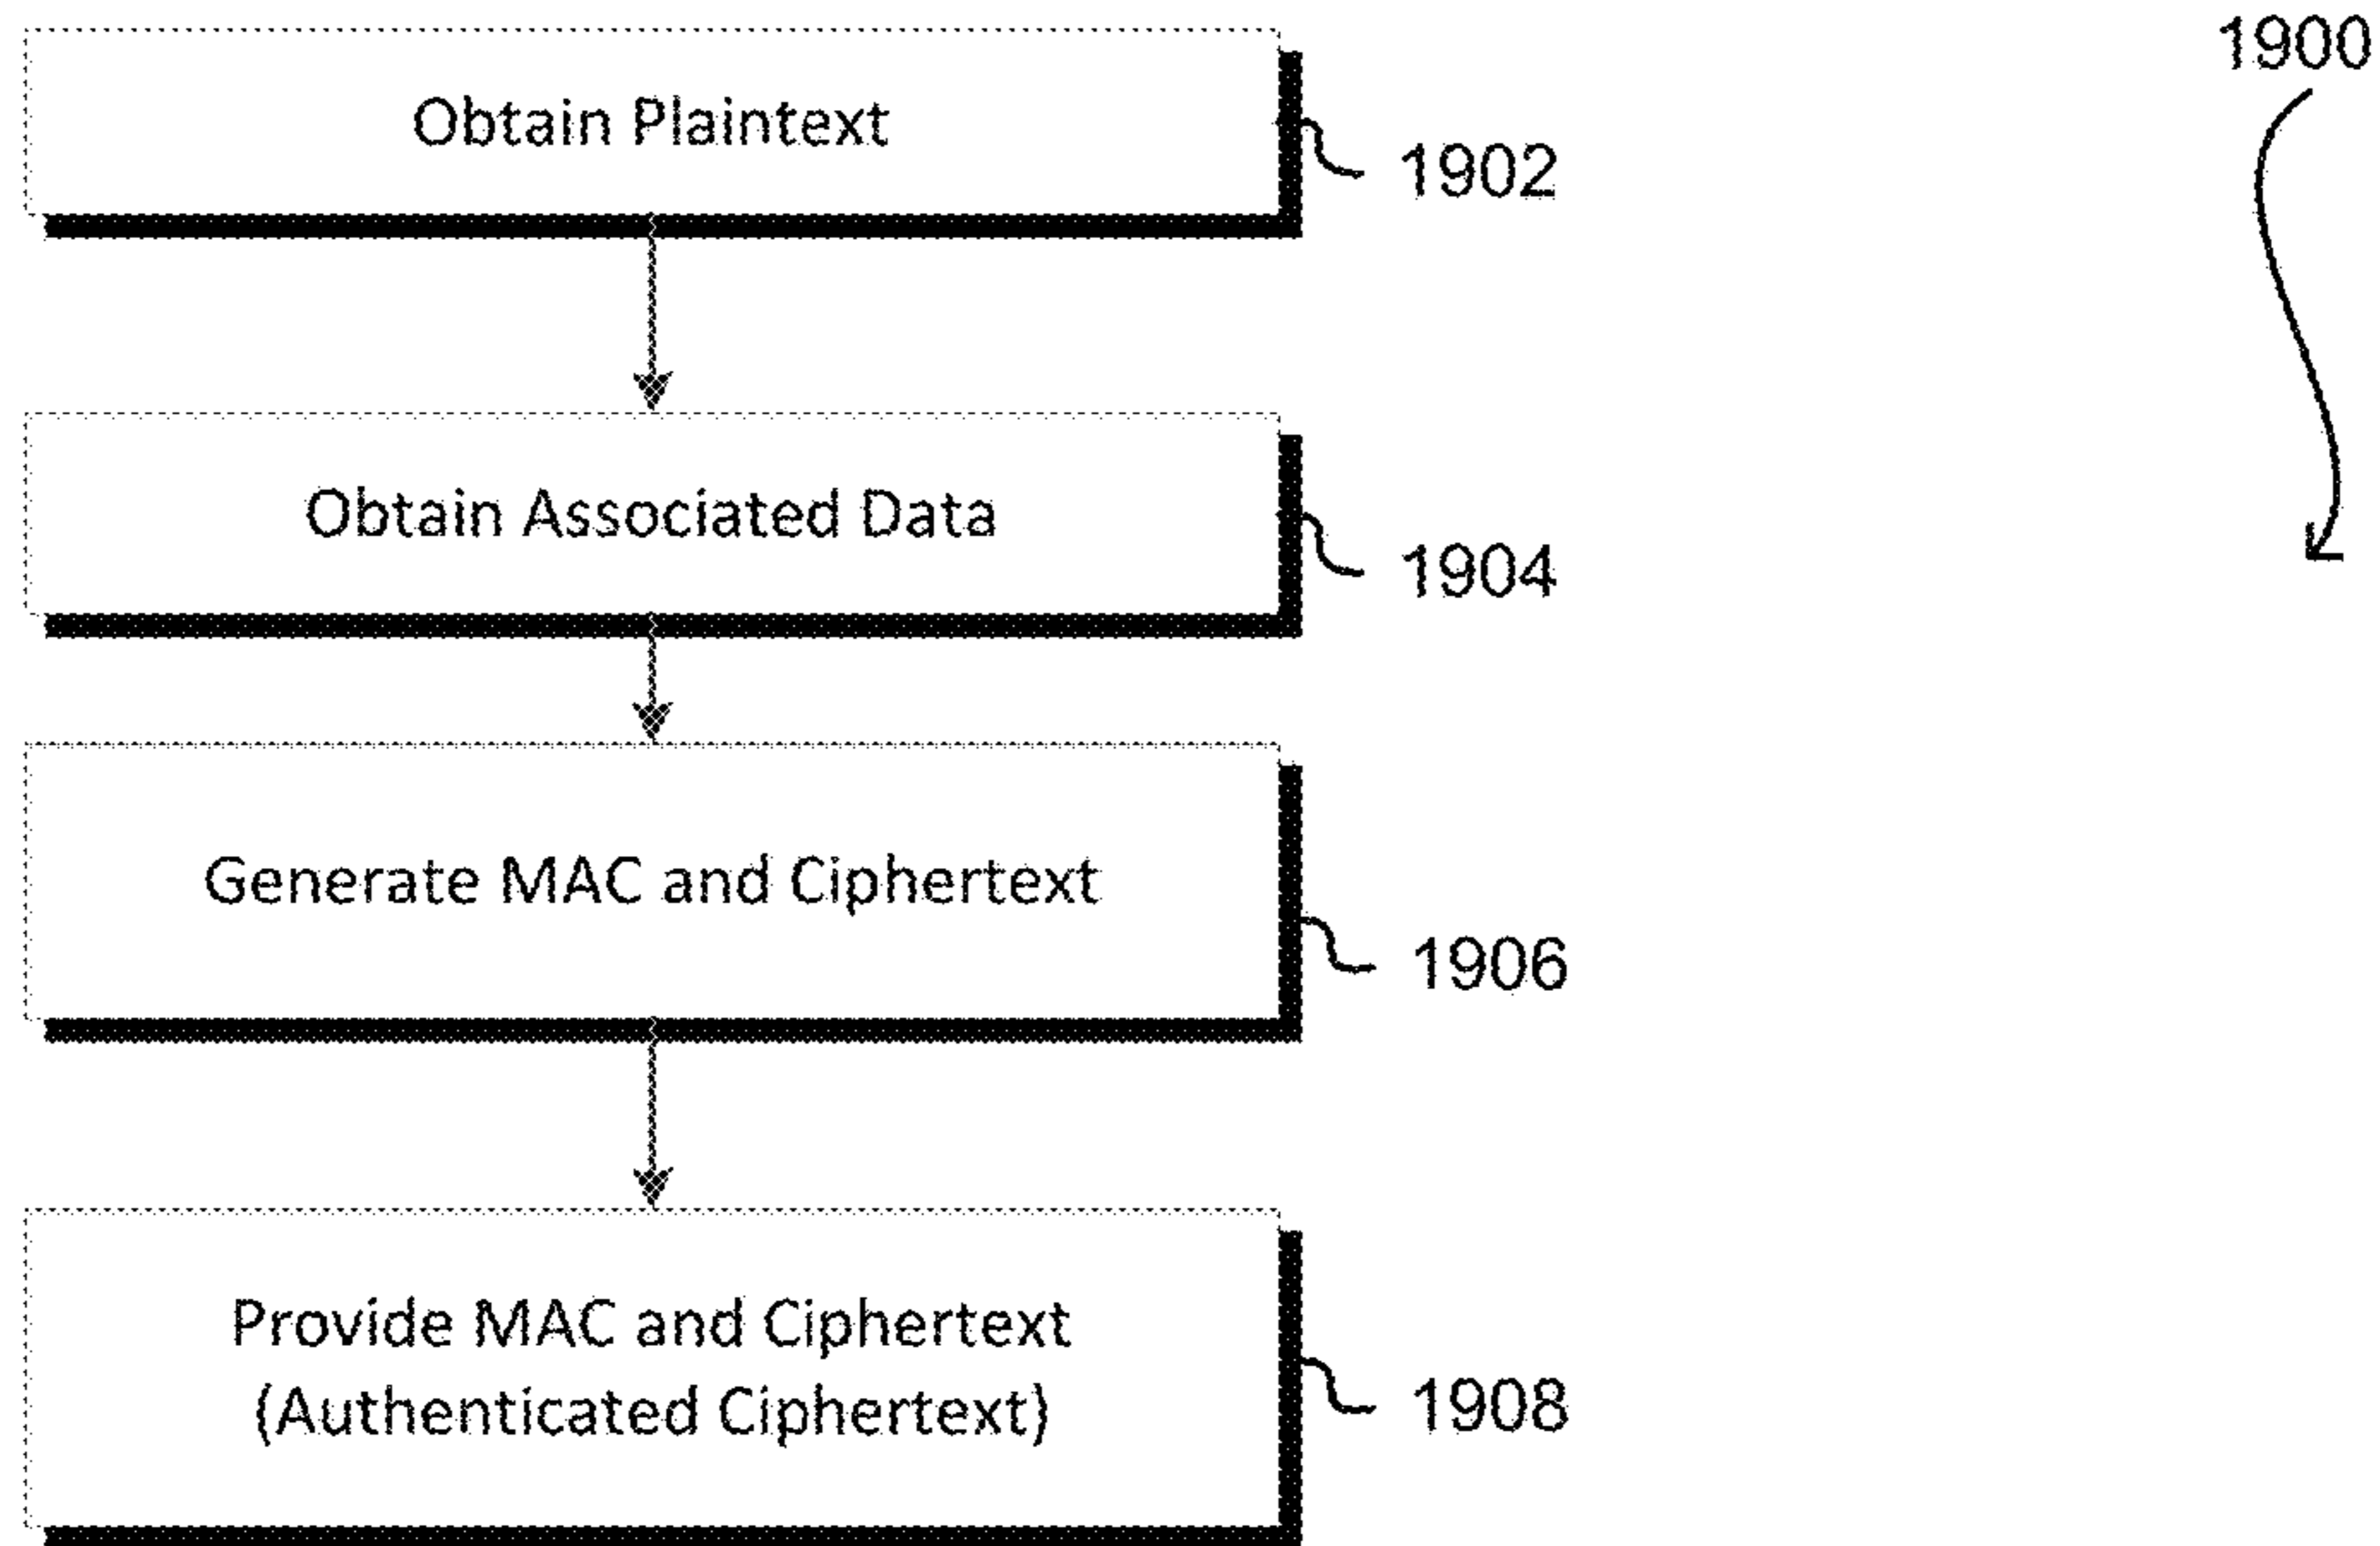 1900
Obtain Plaintext
1902
Obtain Associated Data
1904
Generate MAC and Ciphertext
1906
Provide MAC and Ciphertext
(Authenticated Ciphertext)
1908